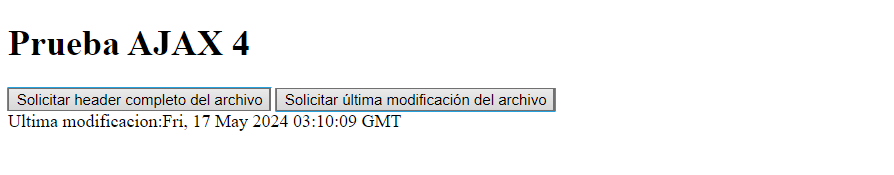 Prueba AJAX 4
Solicitar header completo del archivo Solicitar última modificación del archivo
Ultima modificacion:Fri, 17 May 2024 03:10:09 GMT